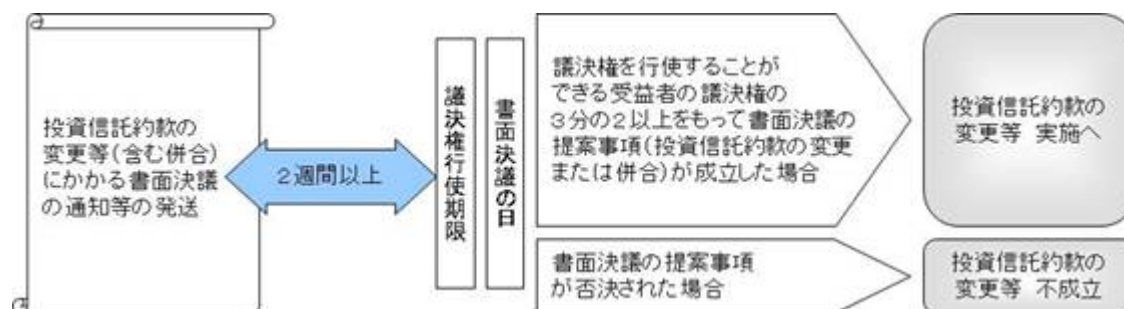 投資信託約款の
変更等(含む併合)
にかかる書面決議
の通知等の発送
2週間以上
議決権行使期限
書面決議の日
議決権を行使することが
できる受益者の議決権の
3分の2以上をもって書面決議の
提案事項(投資信託約款の変更
または併合)が成立した場合
投資信託約款の
変更等 実施へ
書面決議の提案事項
が否決された場合
投資信託約款の
変更等 不成立